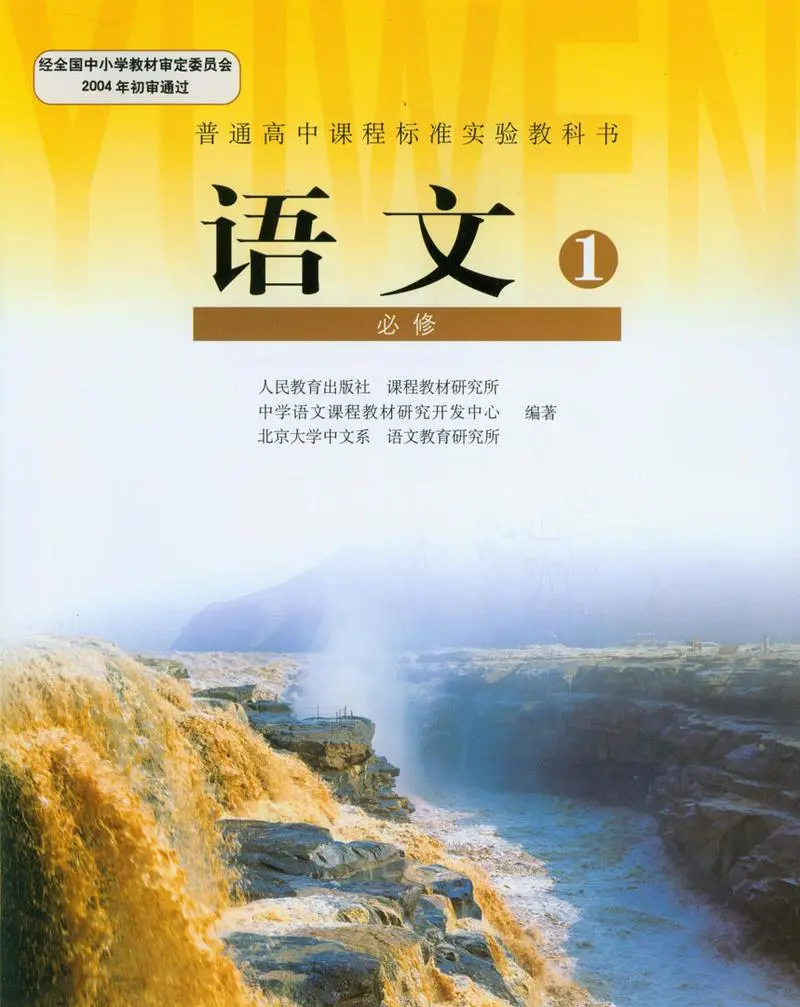 YUWEN
经全国中小学教材审定委员会
2004年初审通过
普通高中课程标准实验教科书
语文 1
必修
人民教育出版社 课程教材研究所
中学语文课程教材研究开发中心 编著
北京大学中文系 语文教育研究所